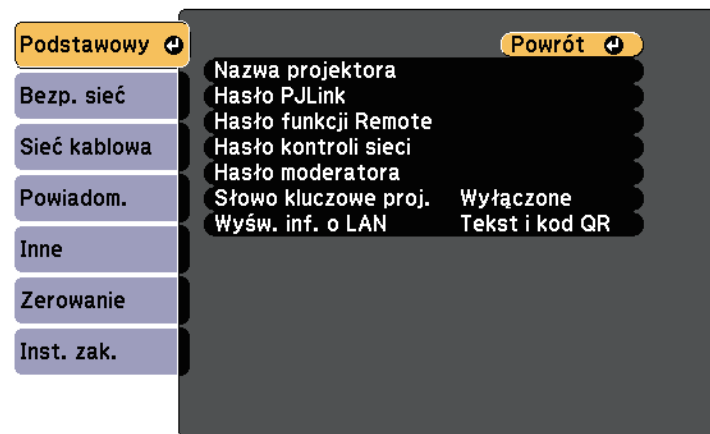 Podstawowy
Bezp. sieć
Sieć kablowa
Powiadom.
Inne
Zerowanie
Inst. zak.
Powrót
Nazwa projektora
Hasło PJLink
Hasło funkcji Remote
Hasło kontroli sieci
Hasło moderatora
Słowo kluczowe proj. Wyłączone
Wyśw. inf. o LAN Tekst i kod QR